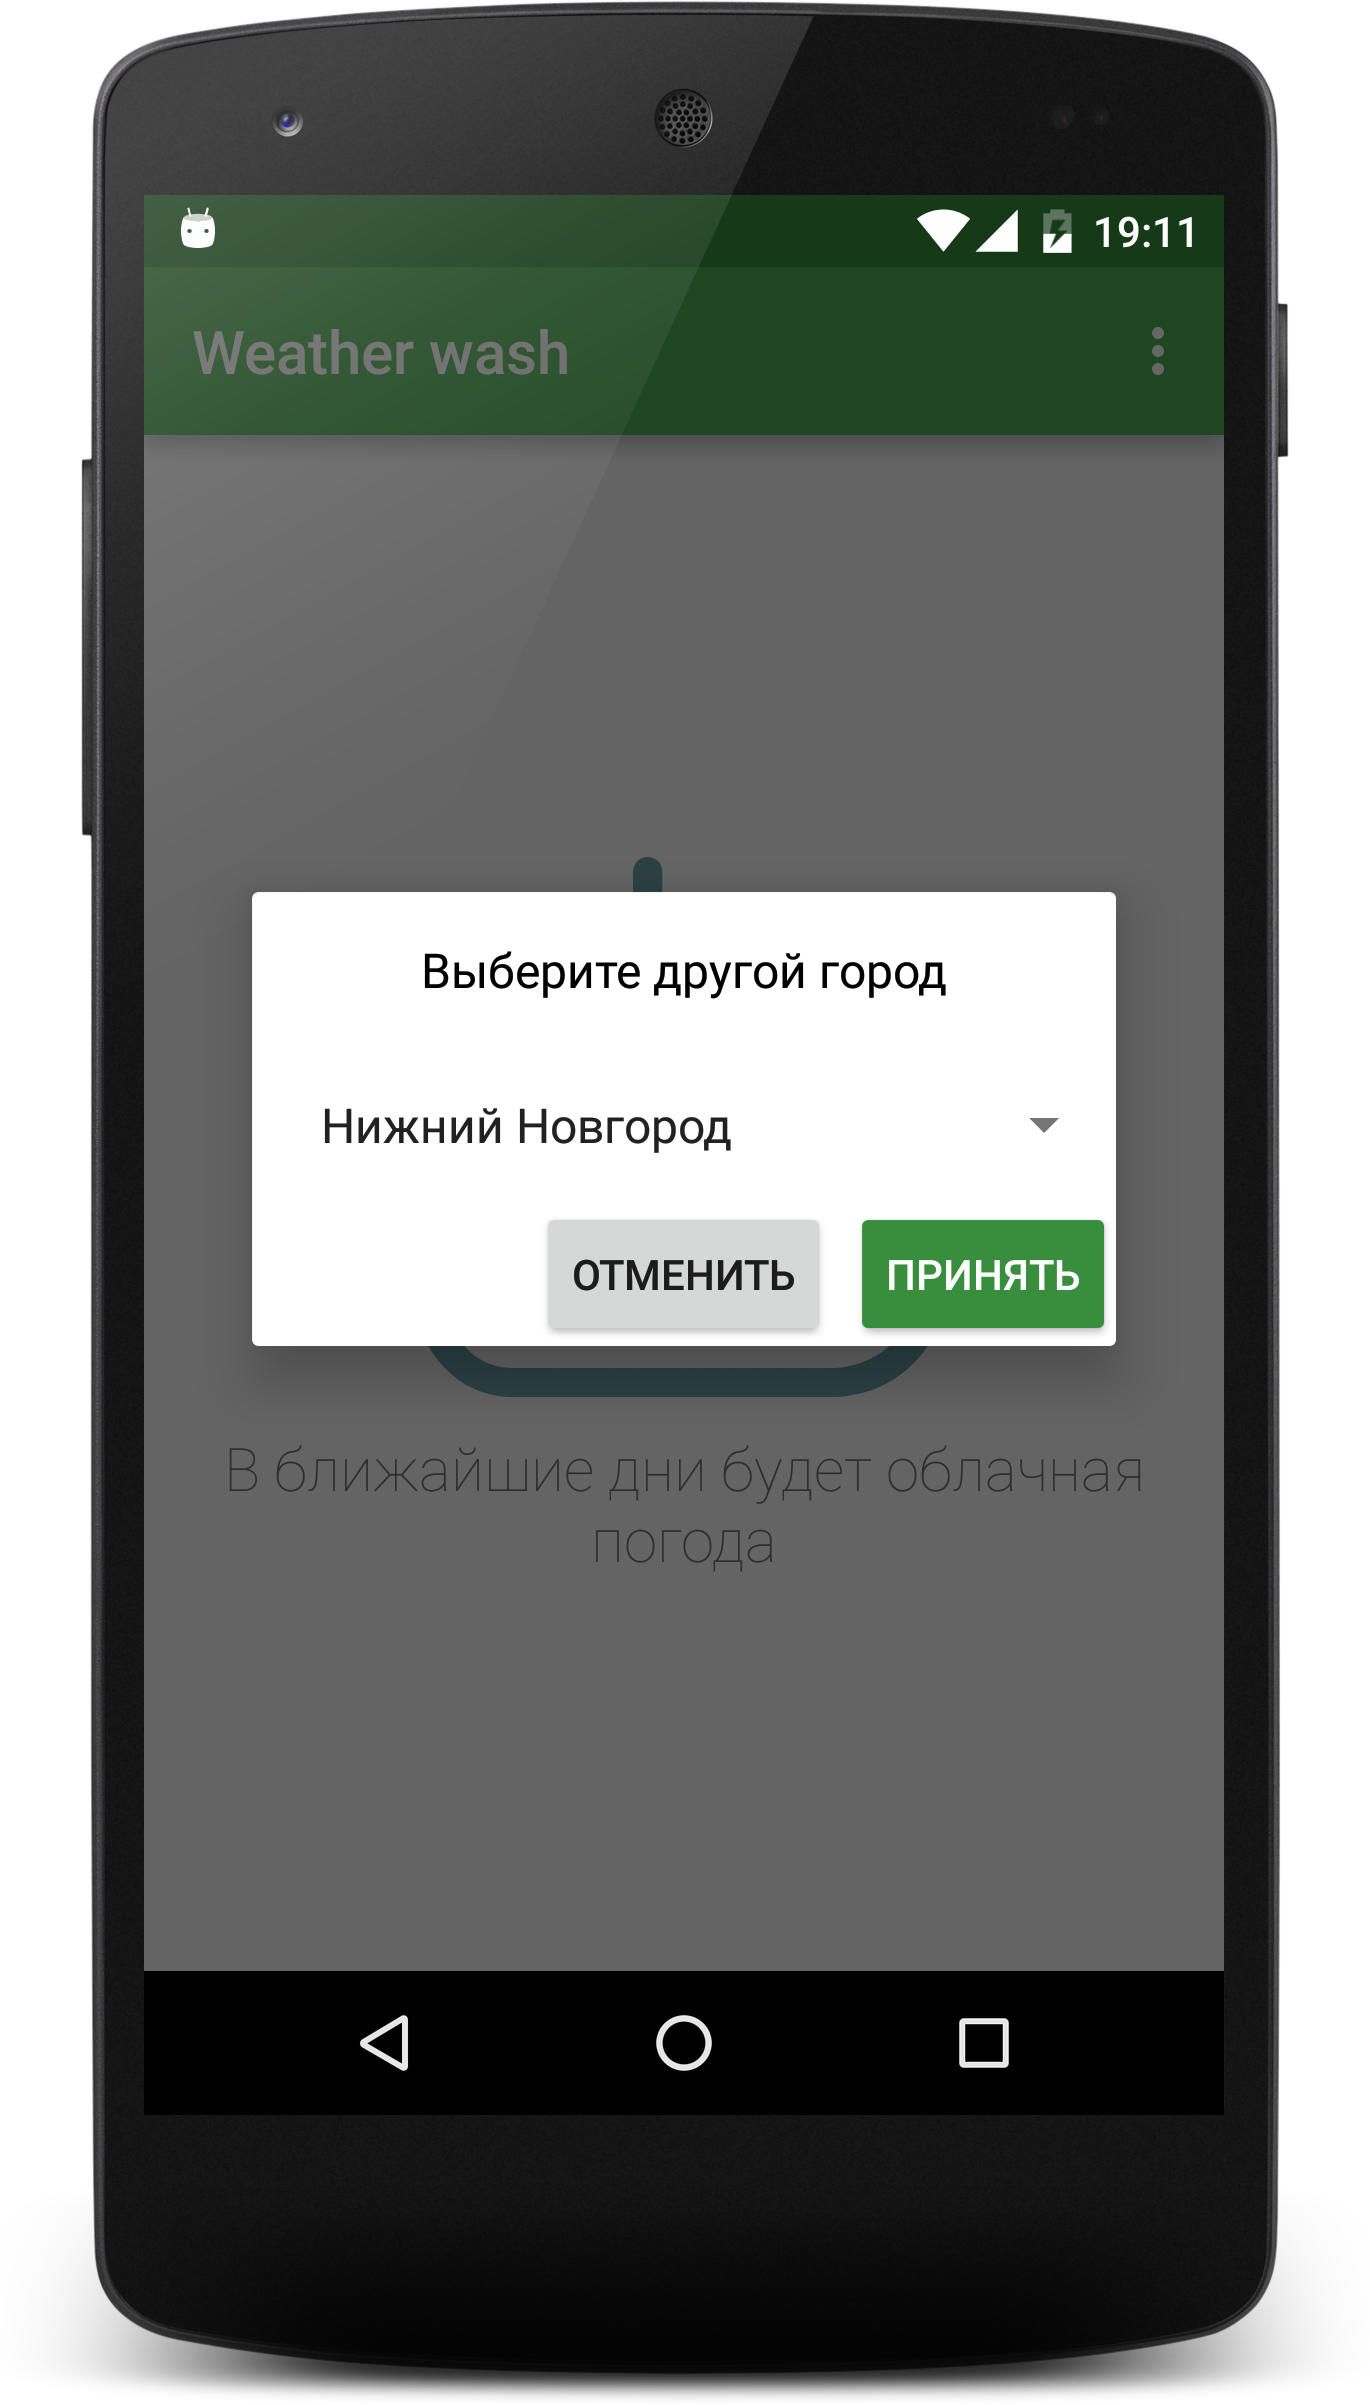 19:11
Weather wash
Выберите другой город
Нижний Новгород
ОТМЕНИТЬ ПРИНЯТЬ
В ближайшие дни будет облачная
погода